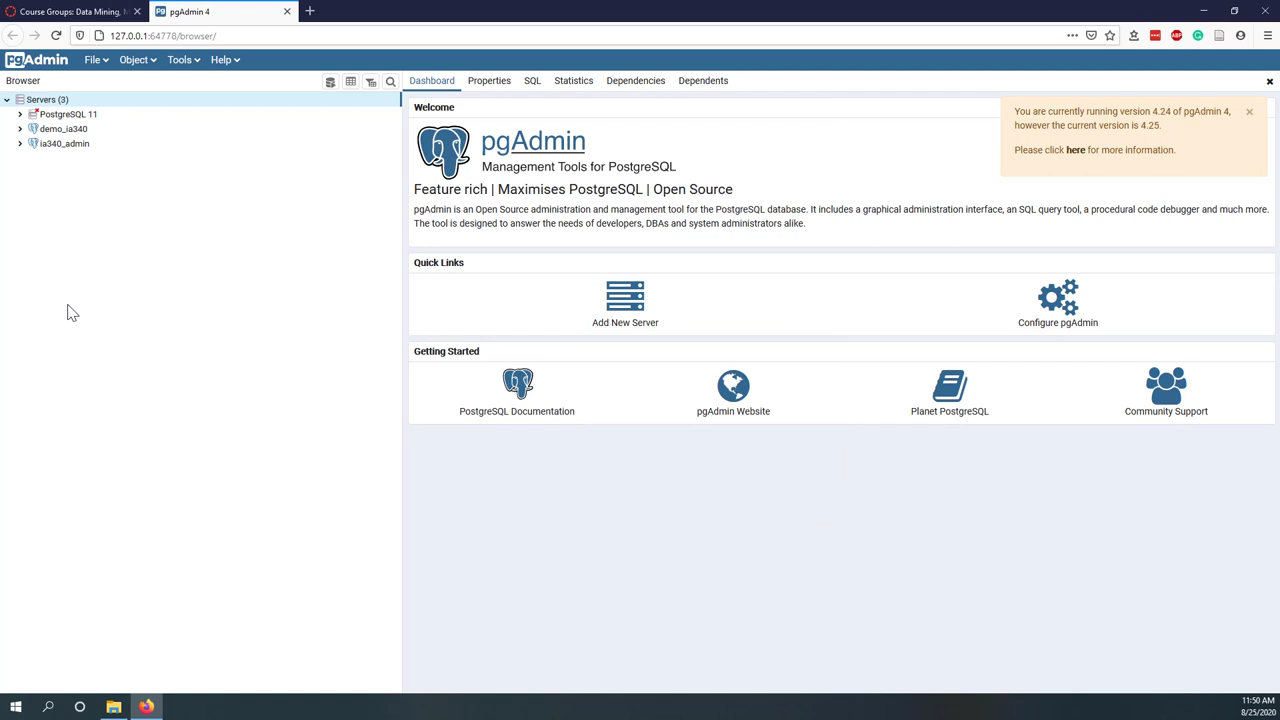 Course Groups: Data Mining, M
pgAdmin 4
127.0.0.1:64778/browser/
pgAdmin
File
Object
Tools
Help
Browser
Dashboard
Properties
SQL
Statistics
Dependencies
Dependents
Servers (3)
PostgreSQL 11
demo_ia340
ia340_admin
Welcome
pgAdmin
Management Tools for PostgreSQL
Feature rich | Maximises PostgreSQL | Open Source
pgAdmin is an Open Source administration and management tool for the PostgreSQL database. It includes a graphical administration interface, an SQL query tool, a procedural code debugger and much more.
The tool is designed to answer the needs of developers, DBAs and system administrators alike.
You are currently running version 4.24 of pgAdmin 4,
however the current version is 4.25.
Please click here for more information.
Quick Links
Add New Server
Configure pgAdmin
Getting Started
PostgreSQL Documentation
pgAdmin Website
Planet PostgreSQL
Community Support
11:50 AM
8/25/2020